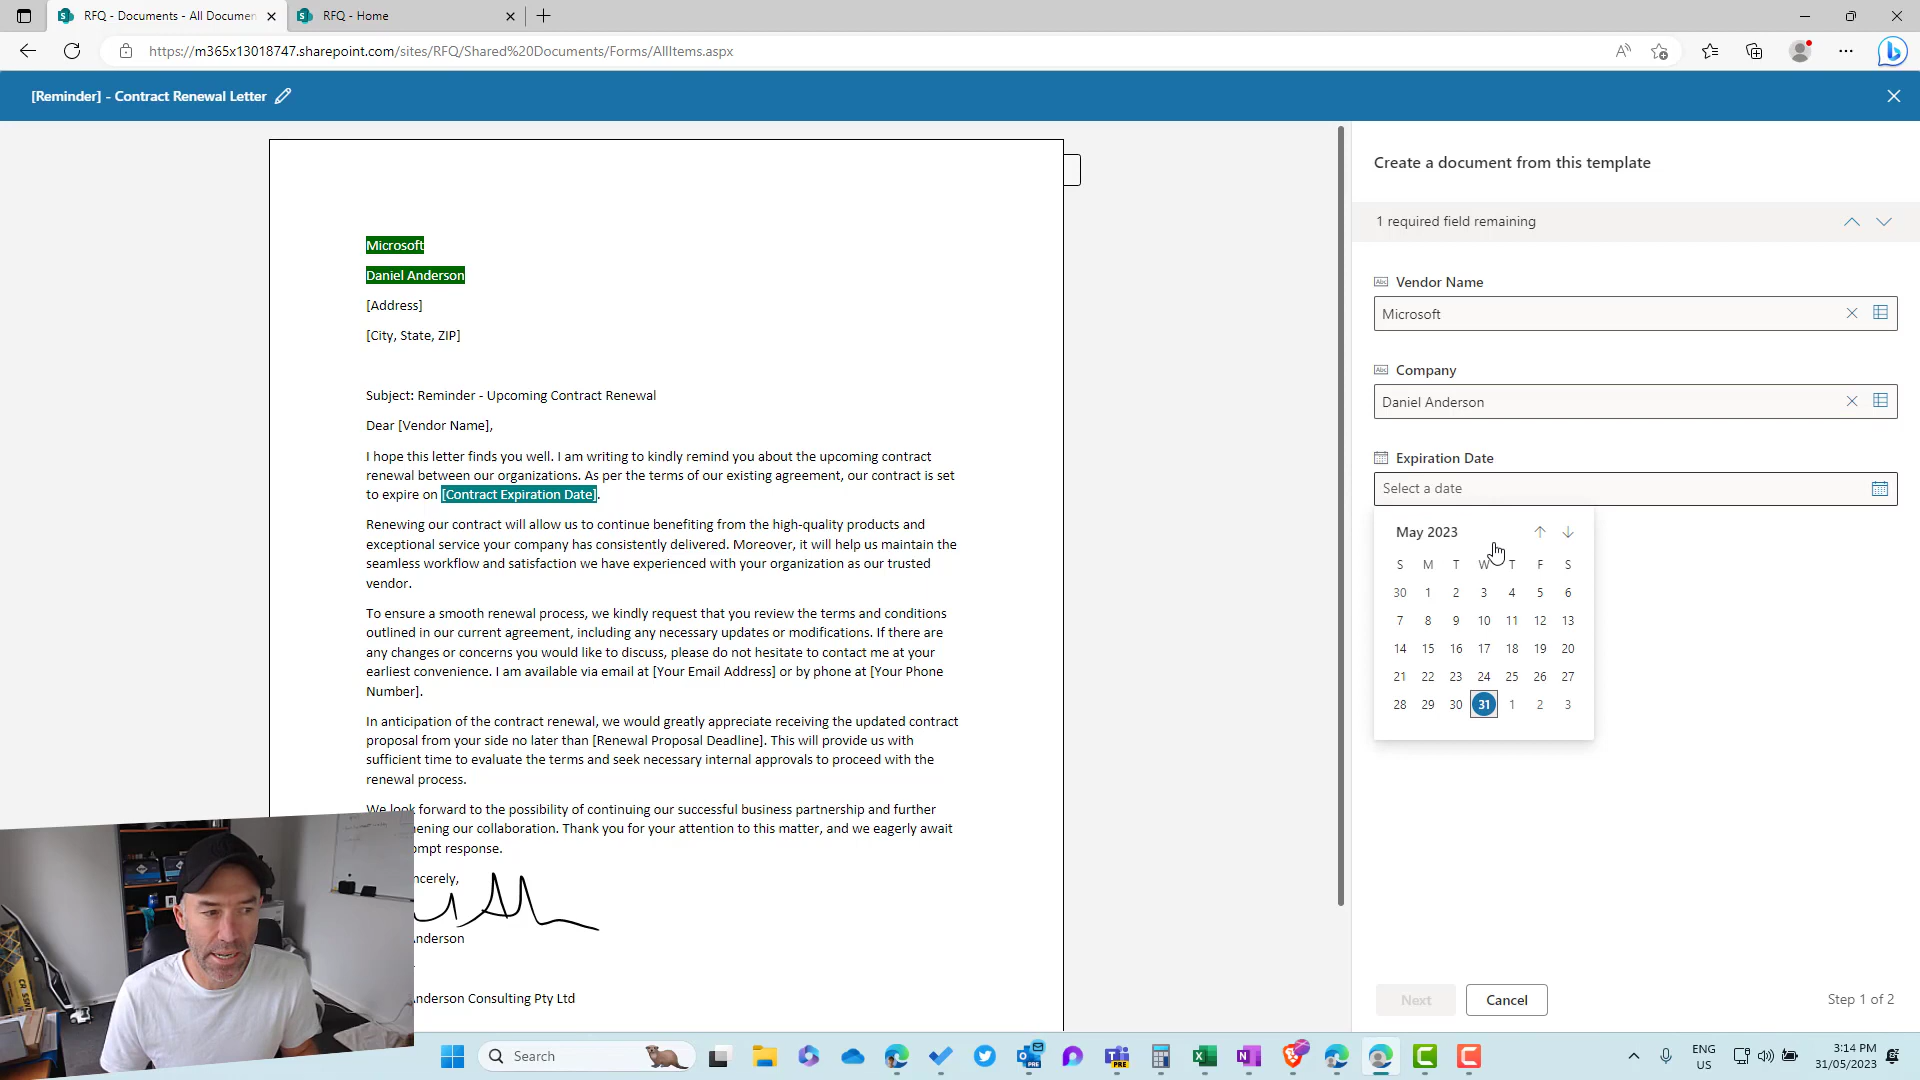 RFQ - Documents - All Documen
RFQ - Home
https://m365x13018747.sharepoint.com/sites/RFQ/Shared%20Documents/Forms/AllItems.aspx
[Reminder] - Contract Renewal Letter
Microsoft
Daniel Anderson
[Address]
[City, State, ZIP]
Subject: Reminder - Upcoming Contract Renewal
Dear [Vendor Name],
I hope this letter finds you well. I am writing to kindly remind you about the upcoming contract
renewal between our organizations. As per the terms of our existing agreement, our contract is set
to expire on [Contract Expiration Date].
Renewing our contract will allow us to continue benefiting from the high-quality products and
exceptional service your company has consistently delivered. Moreover, it will help us maintain the
seamless workflow and satisfaction we have experienced with your organization as our trusted
vendor.
To ensure a smooth renewal process, we kindly request that you review the terms and conditions
outlined in our current agreement, including any necessary updates or modifications. If there are
any changes or concerns you would like to discuss, please do not hesitate to contact me at your
earliest convenience. I am available via email at [Your Email Address] or by phone at [Your Phone
Number].
In anticipation of the contract renewal, we would greatly appreciate receiving the updated contract
proposal from your side no later than [Renewal Proposal Deadline]. This will provide us with
sufficient time to evaluate the terms and seek necessary internal approvals to proceed with the
renewal process.
We look forward to the possibility of continuing our successful business partnership and further
ening our collaboration. Thank you for your attention to this matter, and we eagerly await
ompt response.
ncerely,
Anderson
Anderson Consulting Pty Ltd
Create a document from this template
1 required field remaining
Abc Vendor Name
Microsoft
Abc Company
Daniel Anderson
Expiration Date
Select a date
May 2023
S M T W T F S
30 1 2 3 4 5 6
7 8 9 10 11 12 13
14 15 16 17 18 19 20
21 22 23 24 25 26 27
28 29 30 31 1 2 3
Next
Cancel
Step 1 of 2
Search
PRE
PRE
ENG
US
3:14 PM
31/05/2023